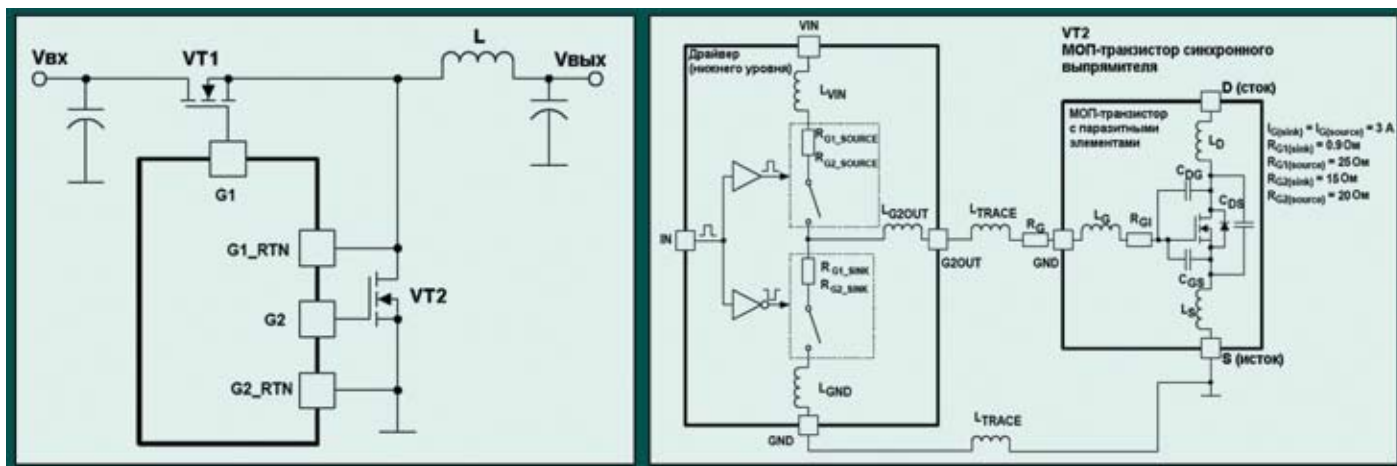 Vвх
VT1
L
Vвых
G1
G1_RTN
G2
VT2
G2_RTN
VIN
Драйвер
(нижнего уровня)
LVIN
RG1_SOURCE
RG2_SOURCE
IN
LG2OUT
G2OUT
RG1_SINK
RG2_SINK
LGND
GND
LTRACE
LTRACE
RG
GND
VT2
МОП-транзистор синхронного
выпрямителя
D (сток)
МОП-транзистор
с паразитными
элементами
LD
CDG
CDS
LG
RGI
CGS
LS
S (исток)
IG(sink) = IG(source) = 3 А
RG1(sink) = 0.9 Ом
RG1(source) = 25 Ом
RG2(sink) = 15 Ом
RG2(source) = 20 Ом